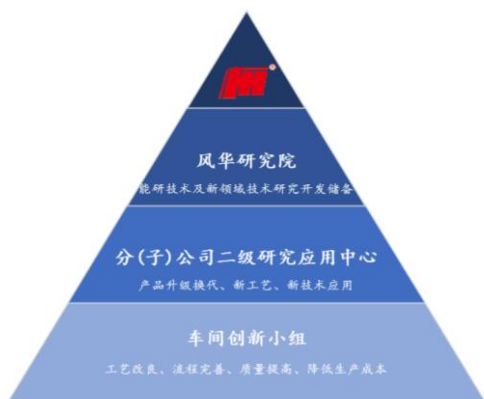 风华研究院
能研技术及新领域技术研究开发储备
分(子)公司二级研究应用中心
产品升级换代、新工艺、新技术应用
车间创新小组
工艺改良、流程完善、质量提高、降低生产成本